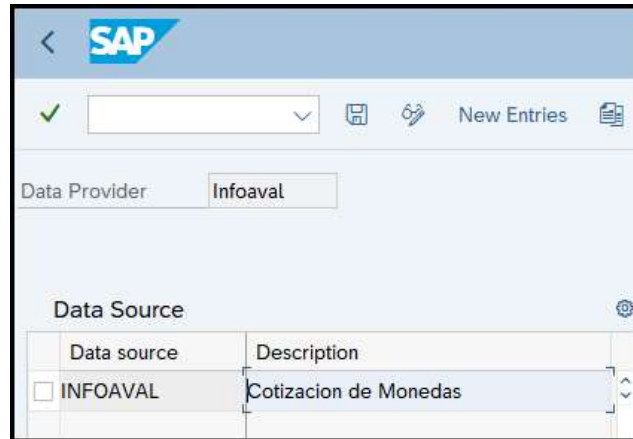 SAP
New Entries
Data Provider Infoaval
Data Source
Data source Description
INFOAVAL Cotizacion de Monedas